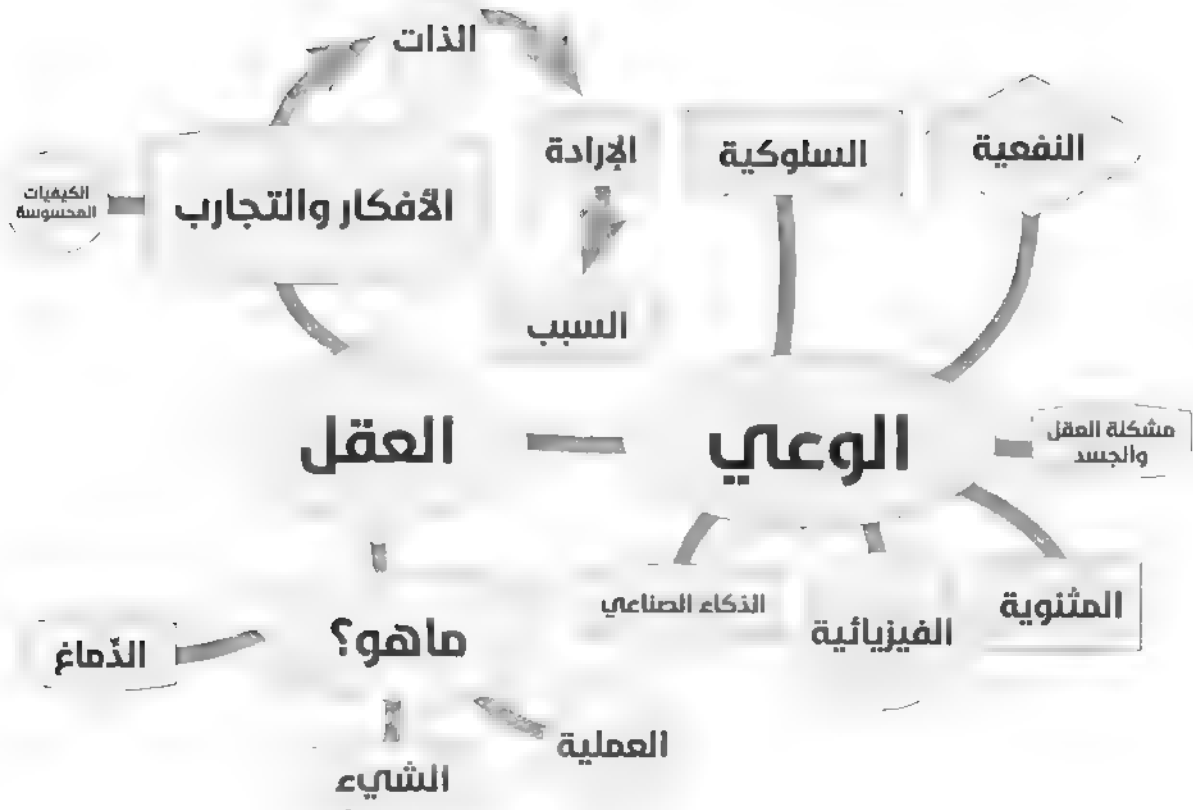 الذات
النفعية
السلوكية
الإرادة
الأفكار والتجارب
الكيفيات
المحسوسة
السبب
مشكلة العقل
والجسد
الوعي
العقل
المثنوية
الفيزيائية
الذكاء الصناعي
ماهو؟
الدّماغ
العملية
الشيء